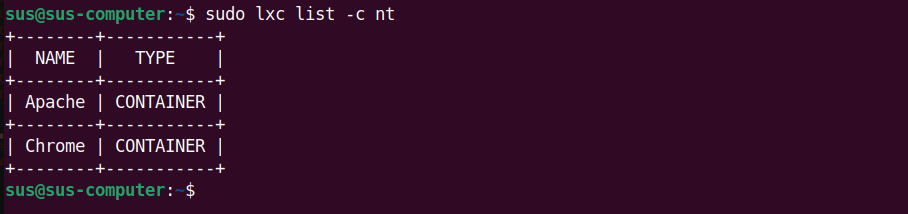 sus@sus-computer:~$ sudo lxc list -c nt
+--------+-----------+
|  NAME  |   TYPE    |
+--------+-----------+
| Apache | CONTAINER |
+--------+-----------+
| Chrome | CONTAINER |
+--------+-----------+
sus@sus-computer:~$